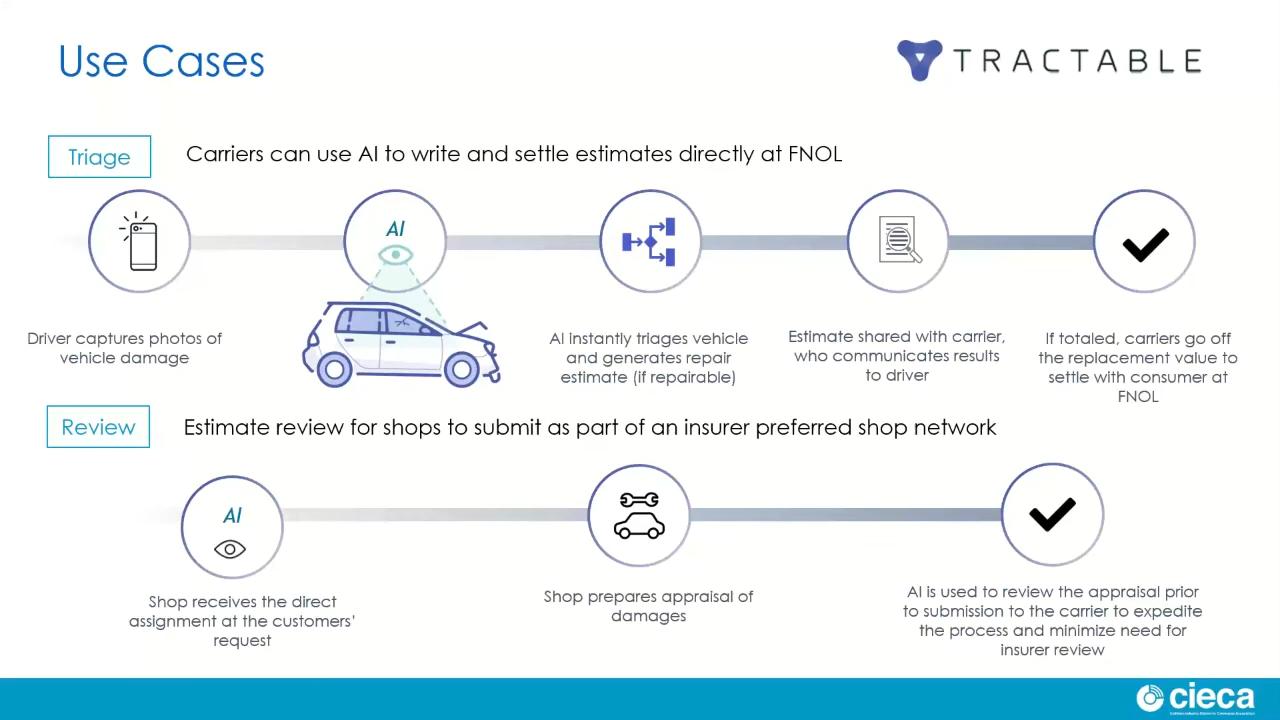 Use Cases
TRACTABLE
Triage
Carriers can use AI to write and settle estimates directly at FNOL
AI
Driver captures photos of
vehicle damage
AI instantly triages vehicle
and generates repair
estimate (if repairable)
Estimate shared with carrier,
who communicates results
to driver
If totaled, carriers go off
the replacement value to
settle with consumer at
FNOL
Review
Estimate review for shops to submit as part of an insurer preferred shop network
AI
Shop receives the direct
assignment at the customers'
request
Shop prepares appraisal of
damages
AI is used to review the appraisal prior
to submission to the carrier to expedite
the process and minimize need for
insurer review
cieca